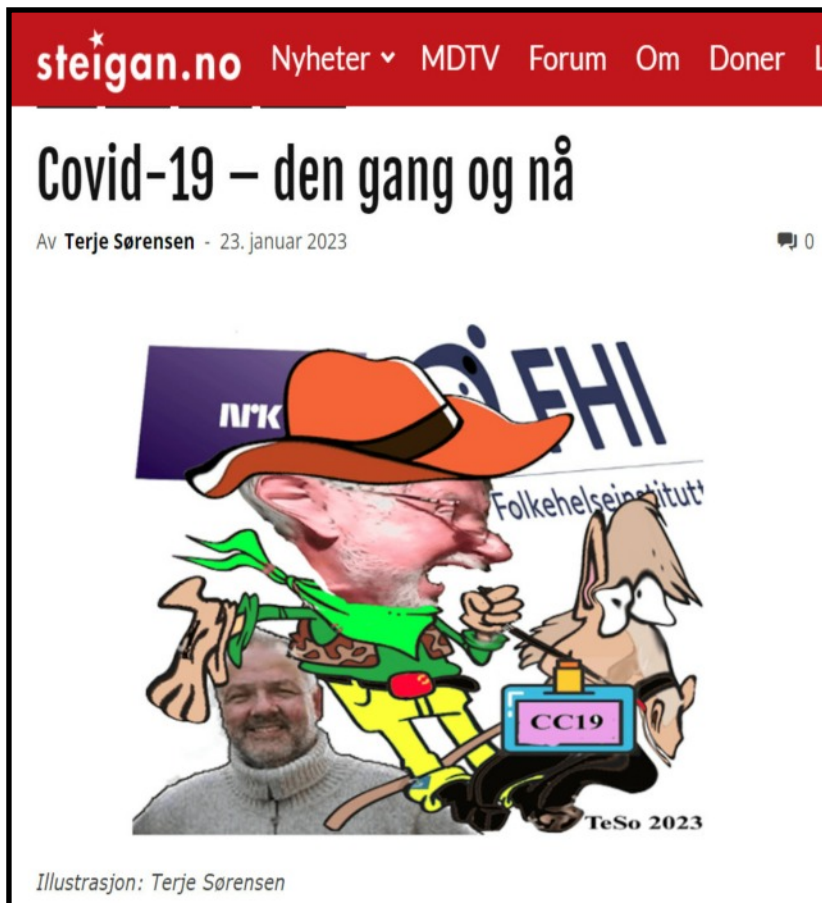 steigan.no Nyheter MDTV Forum Om Doner L
Covid-19 – den gang og nå
Av Terje Sørensen - 23. januar 2023
0
nrk
FHI
Folkehelseinstitutt
CC19
TeSo 2023
Illustrasjon: Terje Sørensen